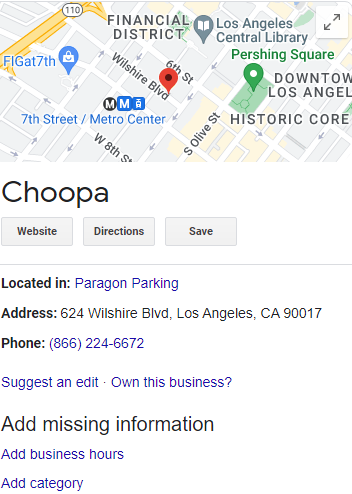 110
FINANCIAL
DISTRICT
Los Angeles
Central Library
Pershing Square
FIGat7th
6th St
Wilshire Blvd
DOWNTOW
LOS ANGEL
M M
7th Street / Metro Center
HISTORIC CORE
S Olive St
W 8th St
Choopa
Website Directions Save
Located in: Paragon Parking
Address: 624 Wilshire Blvd, Los Angeles, CA 90017
Phone: (866) 224-6672
Suggest an edit · Own this business?
Add missing information
Add business hours
Add category